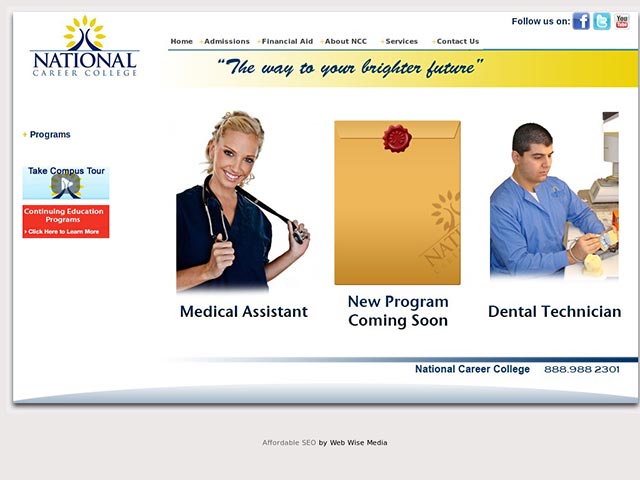 Follow us on:
You
Tube
NATIONAL
CAREER COLLEGE
Home
+Admissions
+Financial Aid
+About NCC
+Services
+Contact Us
“The way to your brighter future”
+ Programs
Take Campus Tour
Continuing Education
Programs
› Click Here to Learn More
NATIONAL
Medical Assistant
New Program
Coming Soon
Dental Technician
National Career College 888.988 2301
Affordable SEO by Web Wise Media